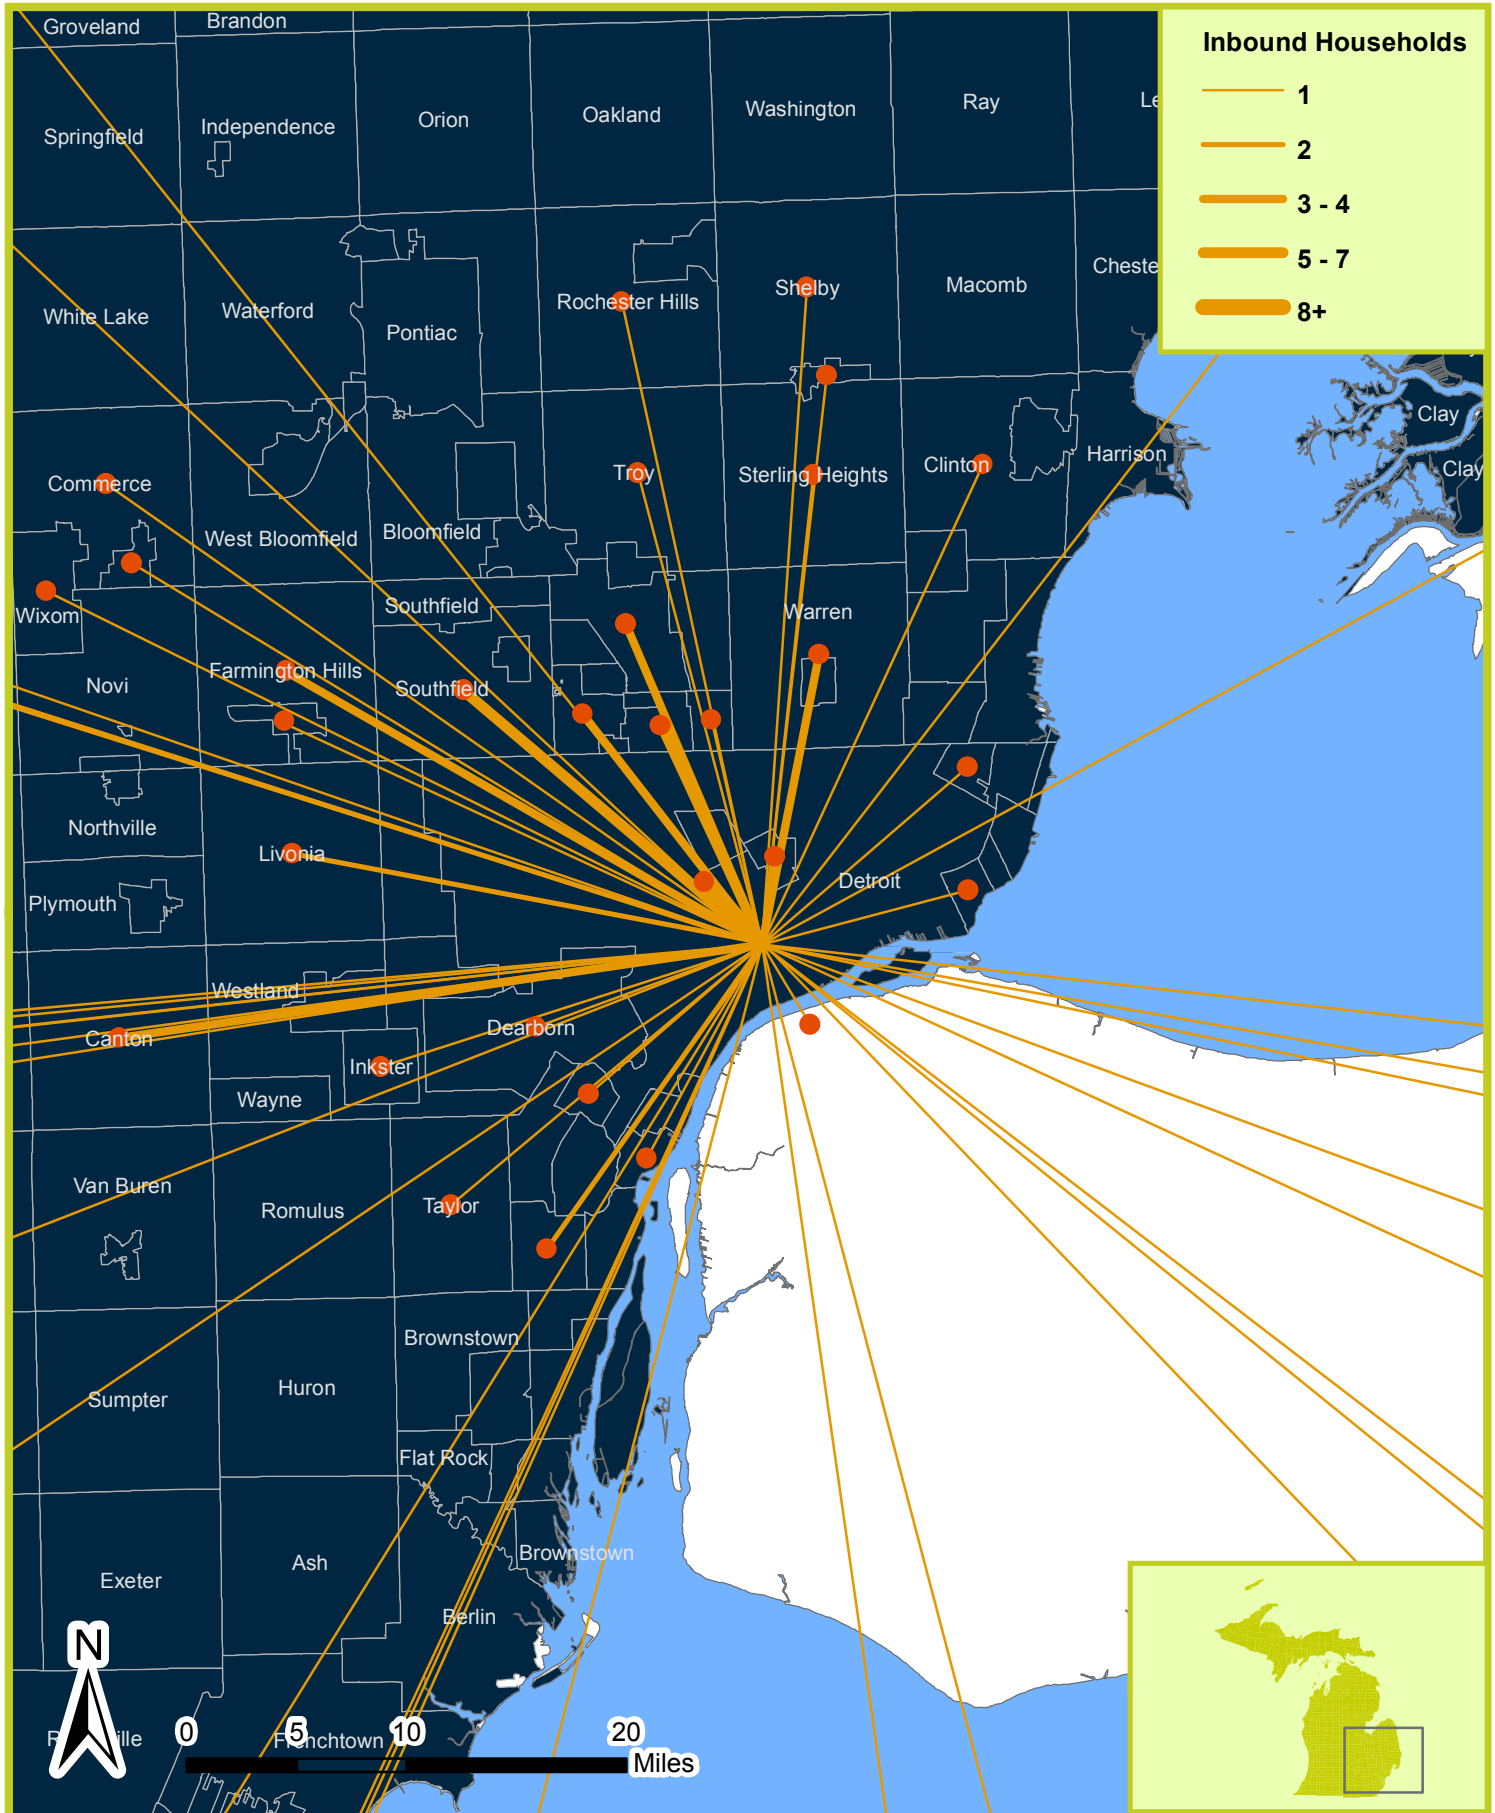 Groveland
Brandon
Inbound Households
1
2
3 - 4
5 - 7
8+
Springfield
Independence
Orion
Oakland
Washington
Ray
White Lake
Waterford
Pontiac
Rochester Hills
Shelby
Macomb
Clay
Commerce
West Bloomfield
Bloomfield
Troy
Sterling Heights
Clinton
Harrison
Clay
Wixom
Southfield
Warren
Novi
Farmington Hills
Southfield
Northville
Livonia
Detroit
Plymouth
Westland
Canton
Dearborn
Inkster
Wayne
Van Buren
Romulus
Taylor
Brownstown
Sumpter
Huron
Flat Rock
Exeter
Ash
Brownstown
Berlin
N
Frenchtown
0 5 10 20
Miles